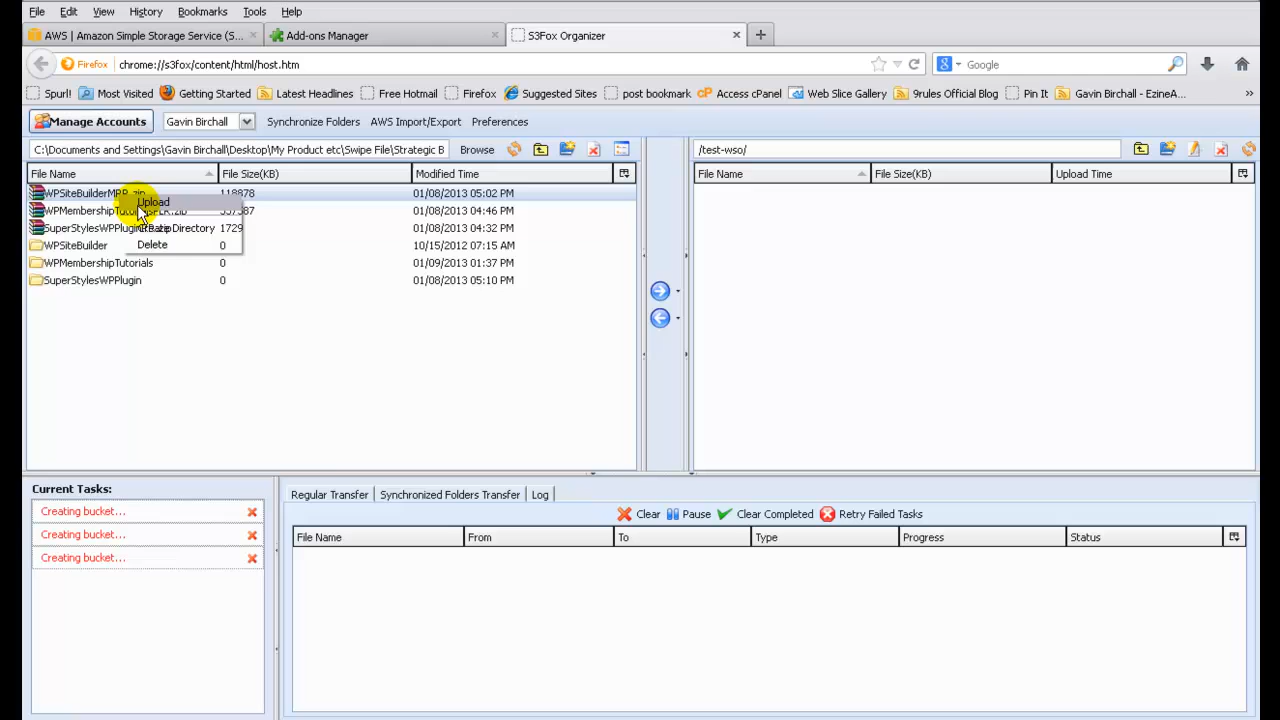 File Edit View History Bookmarks Tools Help
AWS | Amazon Simple Storage Service (S... Add-ons Manager S3Fox Organizer
Firefox chrome://s3fox/content/html/host.htm Google
Spurl! Most Visited Getting Started Latest Headlines Free Hotmail Firefox Suggested Sites post bookmark Access cPanel Web Slice Gallery 9rules Official Blog Pin It Gavin Birchall - EzineA... »
Manage Accounts Gavin Birchall Synchronize Folders AWS Import/Export Preferences
C:\Documents and Settings\Gavin Birchall\Desktop\My Product etc\Swipe File\Strategic B Browse /test-wso/
File Name File Size(KB) Modified Time File Name File Size(KB) Upload Time
WPSiteBuilderMRR.zip 118878 01/08/2013 05:02 PM
Upload
WPMembershipTutorialsPLR.zip 01/08/2013 04:46 PM
SuperStylesWPPlugin 1729 01/08/2013 04:32 PM
Create Directory
WPSiteBuilder 0 10/15/2012 07:15 AM
Delete
WPMembershipTutorials 0 01/09/2013 01:37 PM
SuperStylesWPPlugin 0 01/08/2013 05:10 PM
Current Tasks:
Regular Transfer Synchronized Folders Transfer Log
Creating bucket...
Creating bucket...
Creating bucket...
Clear Pause Clear Completed Retry Failed Tasks
File Name From To Type Progress Status